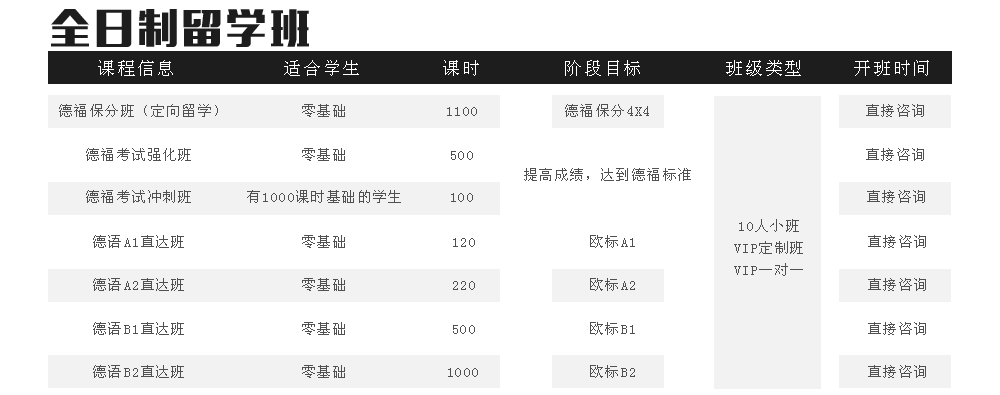 全日制留学班
课程信息 适合学生 课时 阶段目标 班级类型 开班时间
德福保分班（定向留学） 零基础 1100 德福保分4X4 直接咨询
德福考试强化班 零基础 500 直接咨询
提高成绩，达到德福标准
德福考试冲刺班 有1000课时基础的学生 100 直接咨询
10人小班
VIP定制班
VIP一对一
德语A1直达班 零基础 120 欧标A1 直接咨询
德语A2直达班 零基础 220 欧标A2 直接咨询
德语B1直达班 零基础 500 欧标B1 直接咨询
德语B2直达班 零基础 1000 欧标B2 直接咨询